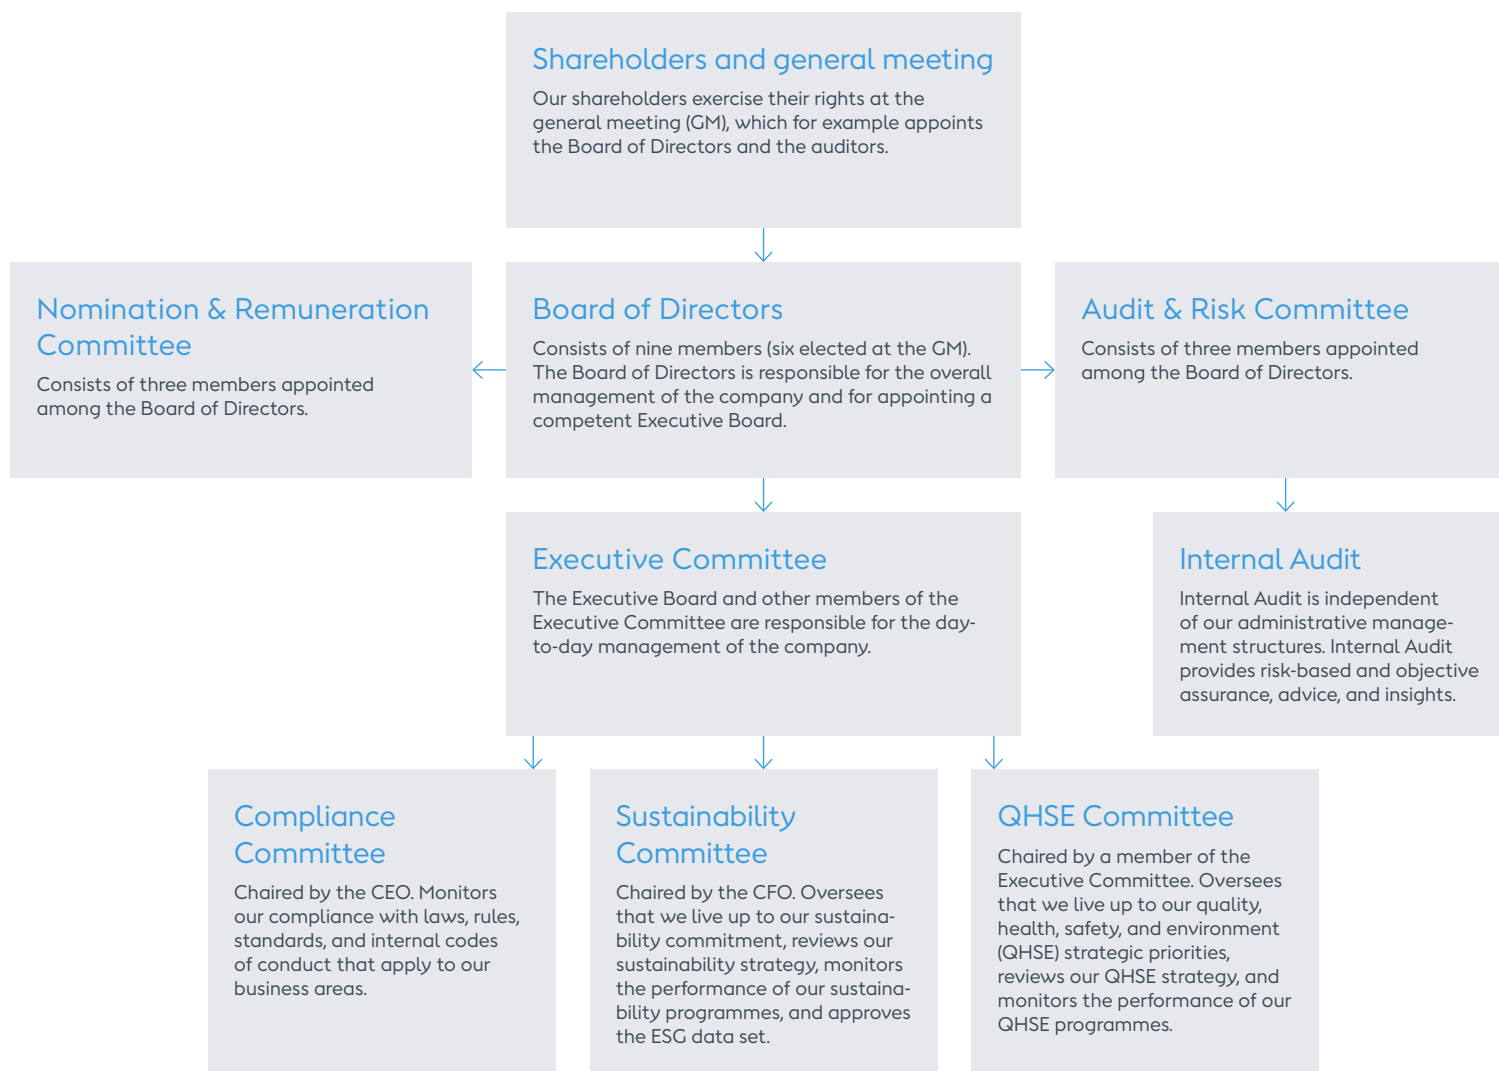 Shareholders and general meeting
Our shareholders exercise their rights at the
general meeting (GM), which for example appoints
the Board of Directors and the auditors.
Nomination & Remuneration
Committee
Consists of three members appointed
among the Board of Directors.
Board of Directors
Consists of nine members (six elected at the GM).
The Board of Directors is responsible for the overall
management of the company and for appointing a
competent Executive Board.
Audit & Risk Committee
Consists of three members appointed
among the Board of Directors.
Executive Committee
The Executive Board and other members of the
Executive Committee are responsible for the day-
to-day management of the company.
Internal Audit
Internal Audit is independent
of our administrative manage-
ment structures. Internal Audit
provides risk-based and objective
assurance, advice, and insights.
Compliance
Committee
Chaired by the CEO. Monitors
our compliance with laws, rules,
standards, and internal codes
of conduct that apply to our
business areas.
Sustainability
Committee
Chaired by the CFO. Oversees
that we live up to our sustaina-
bility commitment, reviews our
sustainability strategy, monitors
the performance of our sustaina-
bility programmes, and approves
the ESG data set.
QHSE Committee
Chaired by a member of the
Executive Committee. Oversees
that we live up to our quality,
health, safety, and environment
(QHSE) strategic priorities,
reviews our QHSE strategy, and
monitors the performance of our
QHSE programmes.